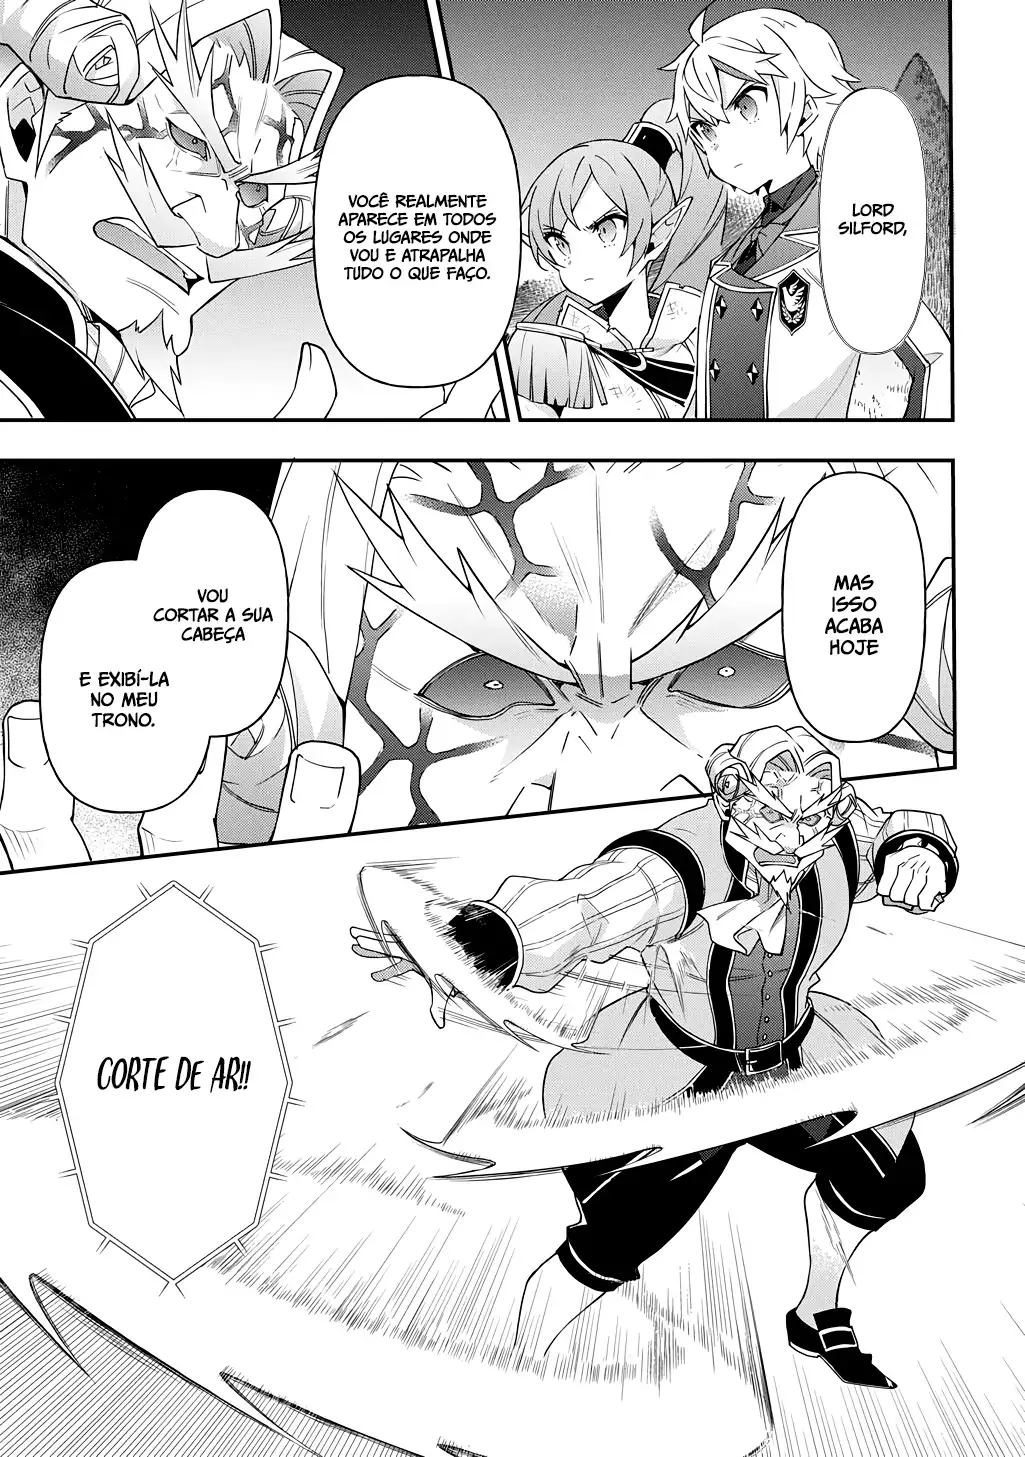 LORD
SILFORD,
VOCÊ REALMENTE
APARECE EM TODOS
OS LUGARES ONDE
VOU E ATRAPALHA
TUDO O QUE FAÇO.
MAS
ISSO
ACABA
HOJE
VOU
CORTAR A SUA
CABEÇA
E EXIBÍ-LA
NO MEU
TRONO.
CORTE DE AR!!